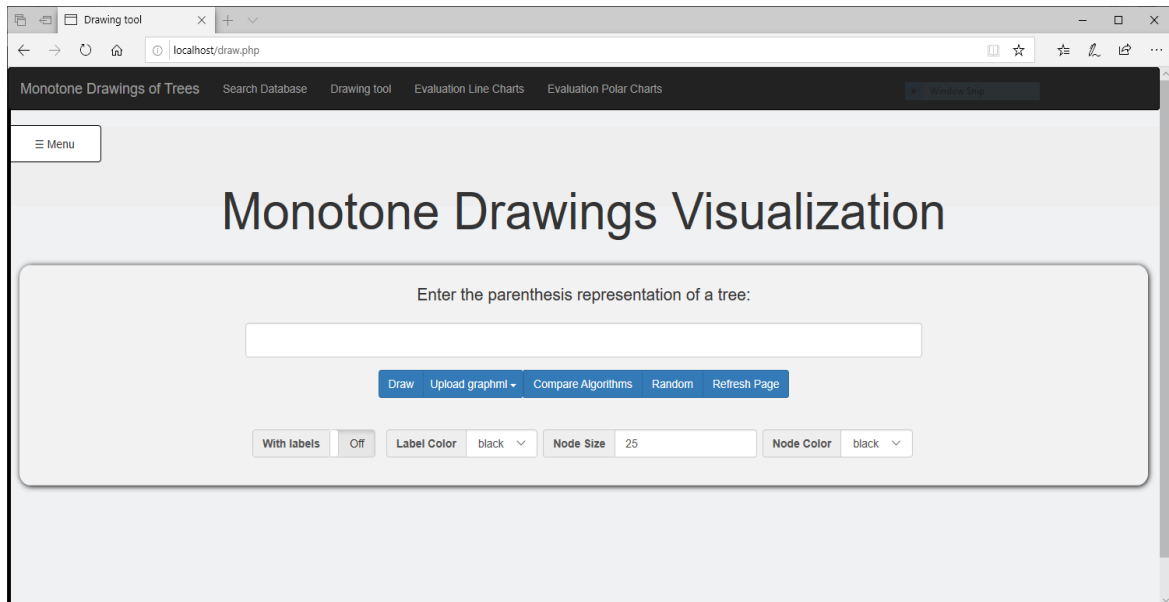 Drawing tool
localhost/draw.php
Monotone Drawings of Trees Search Database Drawing tool Evaluation Line Charts Evaluation Polar Charts Window Snip
☰ Menu
Monotone Drawings Visualization
Enter the parenthesis representation of a tree:
Draw Upload graphml Compare Algorithms Random Refresh Page
With labels Off Label Color black Node Size 25 Node Color black